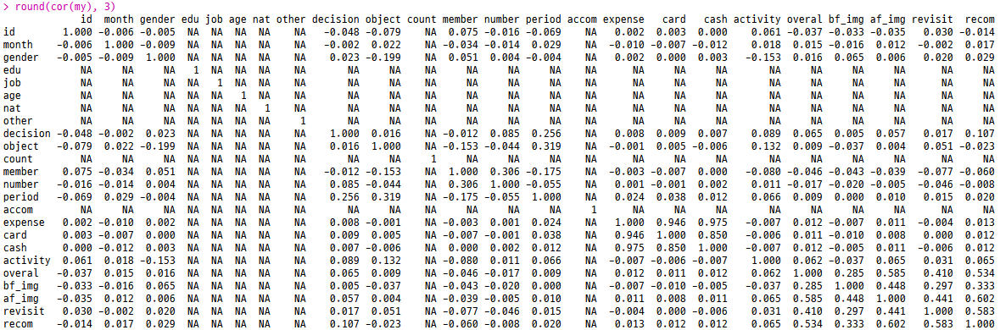 > round(cor(my), 3)
id month gender edu job age nat other decision object count member number period accom expense card cash activity overal bf_img af_img revisit recom
id 1.000 -0.006 -0.005 NA NA NA NA NA -0.048 -0.079 NA 0.075 -0.016 -0.069 NA 0.002 0.003 0.000 0.061 -0.037 -0.033 -0.035 0.030 -0.014
month -0.006 1.000 -0.009 NA NA NA NA NA -0.002 0.022 NA -0.034 -0.014 0.029 NA -0.010 -0.007 -0.012 0.018 0.015 -0.016 0.012 -0.002 0.017
gender -0.005 -0.009 1.000 NA NA NA NA NA 0.023 -0.199 NA 0.051 0.004 -0.004 NA 0.002 0.000 0.003 -0.153 0.016 0.065 0.006 0.020 0.029
edu NA NA NA 1 NA NA NA NA NA NA NA NA NA NA NA NA NA NA NA NA NA NA NA NA
job NA NA NA NA 1 NA NA NA NA NA NA NA NA NA NA NA NA NA NA NA NA NA NA NA
age NA NA NA NA NA 1 NA NA NA NA NA NA NA NA NA NA NA NA NA NA NA NA NA NA
nat NA NA NA NA NA NA 1 NA NA NA NA NA NA NA NA NA NA NA NA NA NA NA NA NA
other NA NA NA NA NA NA NA 1 NA NA NA NA NA NA NA NA NA NA NA NA NA NA NA NA
decision -0.048 -0.002 0.023 NA NA NA NA NA 1.000 0.016 NA -0.012 0.085 0.256 NA 0.008 0.009 0.007 0.089 0.065 0.005 0.057 0.017 0.107
object -0.079 0.022 -0.199 NA NA NA NA NA 0.016 1.000 NA -0.153 -0.044 0.319 NA -0.001 0.005 -0.006 0.132 0.009 -0.037 0.004 0.051 -0.023
count NA NA NA NA NA NA NA NA NA NA 1 NA NA NA NA NA NA NA NA NA NA NA NA NA
member 0.075 -0.034 0.051 NA NA NA NA NA -0.012 -0.153 NA 1.000 0.306 -0.175 NA -0.003 -0.007 0.000 -0.080 -0.046 -0.043 -0.039 -0.077 -0.060
number -0.016 -0.014 0.004 NA NA NA NA NA 0.085 -0.044 NA 0.306 1.000 -0.055 NA 0.001 -0.001 0.002 0.011 -0.017 -0.020 -0.005 -0.046 -0.008
period -0.069 0.029 -0.004 NA NA NA NA NA 0.256 0.319 NA -0.175 -0.055 1.000 NA 0.024 0.038 0.012 0.066 0.009 0.000 0.010 0.015 0.020
accom NA NA NA NA NA NA NA NA NA NA NA NA NA NA 1 NA NA NA NA NA NA NA NA NA
expense 0.002 -0.010 0.002 NA NA NA NA NA 0.008 -0.001 NA -0.003 0.001 0.024 NA 1.000 0.946 0.975 -0.007 0.012 -0.007 0.011 -0.004 0.013
card 0.003 -0.007 0.000 NA NA NA NA NA 0.009 0.005 NA -0.007 -0.001 0.038 NA 0.946 1.000 0.850 -0.006 0.011 -0.010 0.008 0.000 0.012
cash 0.000 -0.012 0.003 NA NA NA NA NA 0.007 -0.006 NA 0.000 0.002 0.012 NA 0.975 0.850 1.000 -0.007 0.012 -0.005 0.011 -0.006 0.012
activity 0.061 0.018 -0.153 NA NA NA NA NA 0.089 0.132 NA -0.080 0.011 0.066 NA -0.007 -0.006 -0.007 1.000 0.062 -0.037 0.065 0.031 0.065
overal -0.037 0.015 0.016 NA NA NA NA NA 0.065 0.009 NA -0.046 -0.017 0.009 NA 0.012 0.011 0.012 0.062 1.000 0.285 0.585 0.410 0.534
bf_img -0.033 -0.016 0.065 NA NA NA NA NA 0.005 -0.037 NA -0.043 -0.020 0.000 NA -0.007 -0.010 -0.005 -0.037 0.285 1.000 0.448 0.297 0.333
af_img -0.035 0.012 0.006 NA NA NA NA NA 0.057 0.004 NA -0.039 -0.005 0.010 NA 0.011 0.008 0.011 0.065 0.585 0.448 1.000 0.441 0.602
revisit 0.030 -0.002 0.020 NA NA NA NA NA 0.017 0.051 NA -0.077 -0.046 0.015 NA -0.004 0.000 -0.006 0.031 0.410 0.297 0.441 1.000 0.583
recom -0.014 0.017 0.029 NA NA NA NA NA 0.107 -0.023 NA -0.060 -0.008 0.020 NA 0.013 0.012 0.012 0.065 0.534 0.333 0.602 0.583 1.000